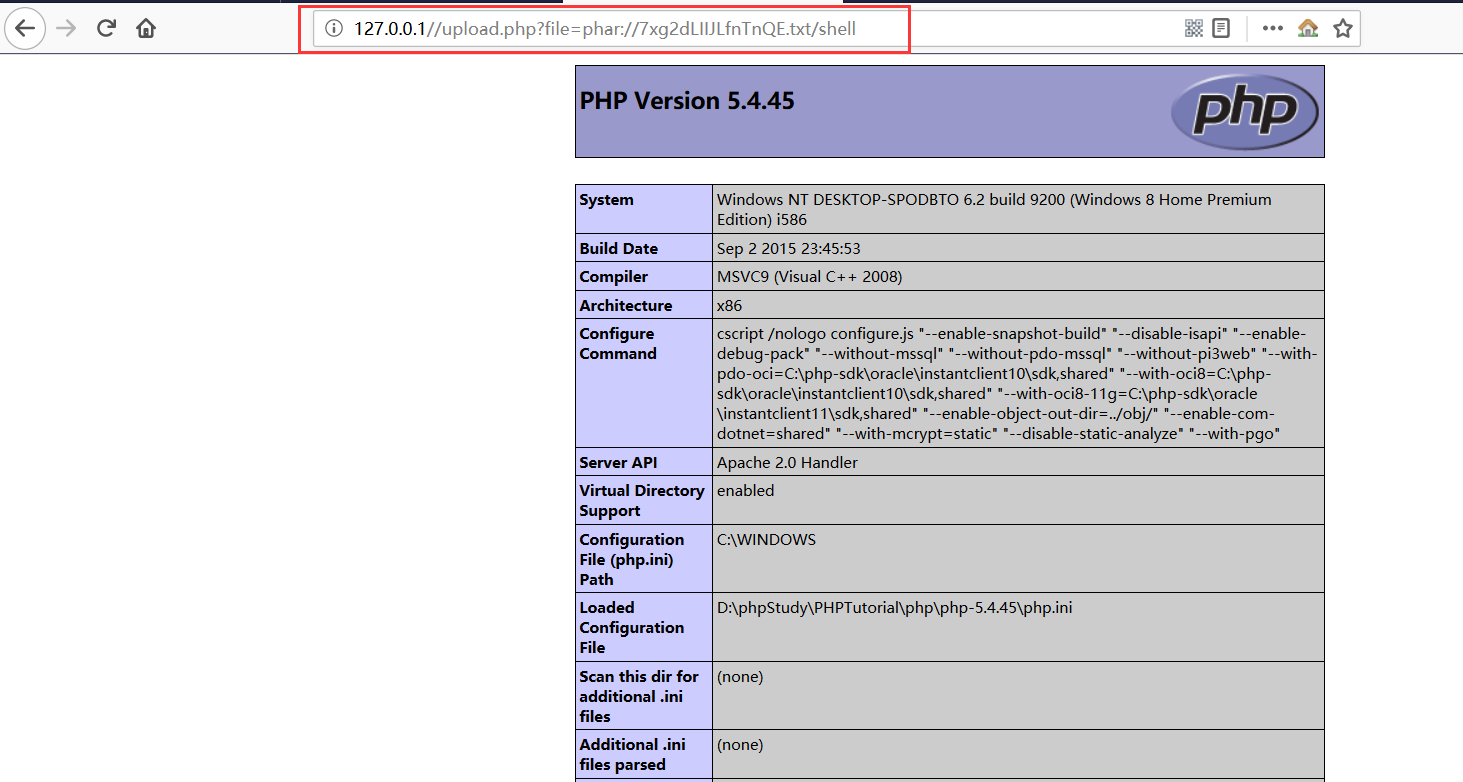 127.0.0.1//upload.php?file=phar://7xg2dLIIJLfnTnQE.txt/shell
PHP Version 5.4.45
php
System
Windows NT DESKTOP-SPODBTO 6.2 build 9200 (Windows 8 Home Premium
Edition) i586
Build Date
Sep 2 2015 23:45:53
Compiler
MSVC9 (Visual C++ 2008)
Architecture
x86
Configure
Command
cscript /nologo configure.js "--enable-snapshot-build" "--disable-isapi" "--enable-
debug-pack" "--without-mssql" "--without-pdo-mssql" "--without-pi3web" "--with-
pdo-oci=C:\php-sdk\oracle\instantclient10\sdk,shared" "--with-oci8=C:\php-
sdk\oracle\instantclient10\sdk,shared" "--with-oci8-11g=C:\php-sdk\oracle
\instantclient11\sdk,shared" "--enable-object-out-dir=../obj/" "--enable-com-
dotnet=shared" "--with-mcrypt=static" "--disable-static-analyze" "--with-pgo"
Server API
Apache 2.0 Handler
Virtual Directory
Support
enabled
Configuration
File (php.ini)
Path
C:\WINDOWS
Loaded
Configuration
File
D:\phpStudy\PHPTutorial\php\php-5.4.45\php.ini
Scan this dir for
additional .ini
files
(none)
Additional .ini
files parsed
(none)